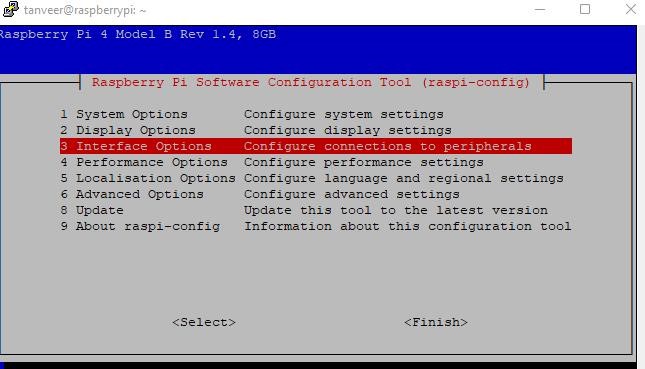 tanveer@raspberrypi: ~
Raspberry Pi 4 Model B Rev 1.4, 8GB
Raspberry Pi Software Configuration Tool (raspi-config)
1 System Options Configure system settings
2 Display Options Configure display settings
3 Interface Options Configure connections to peripherals
4 Performance Options Configure performance settings
5 Localisation Options Configure language and regional settings
6 Advanced Options Configure advanced settings
8 Update Update this tool to the latest version
9 About raspi-config Information about this configuration tool
<Select> <Finish>